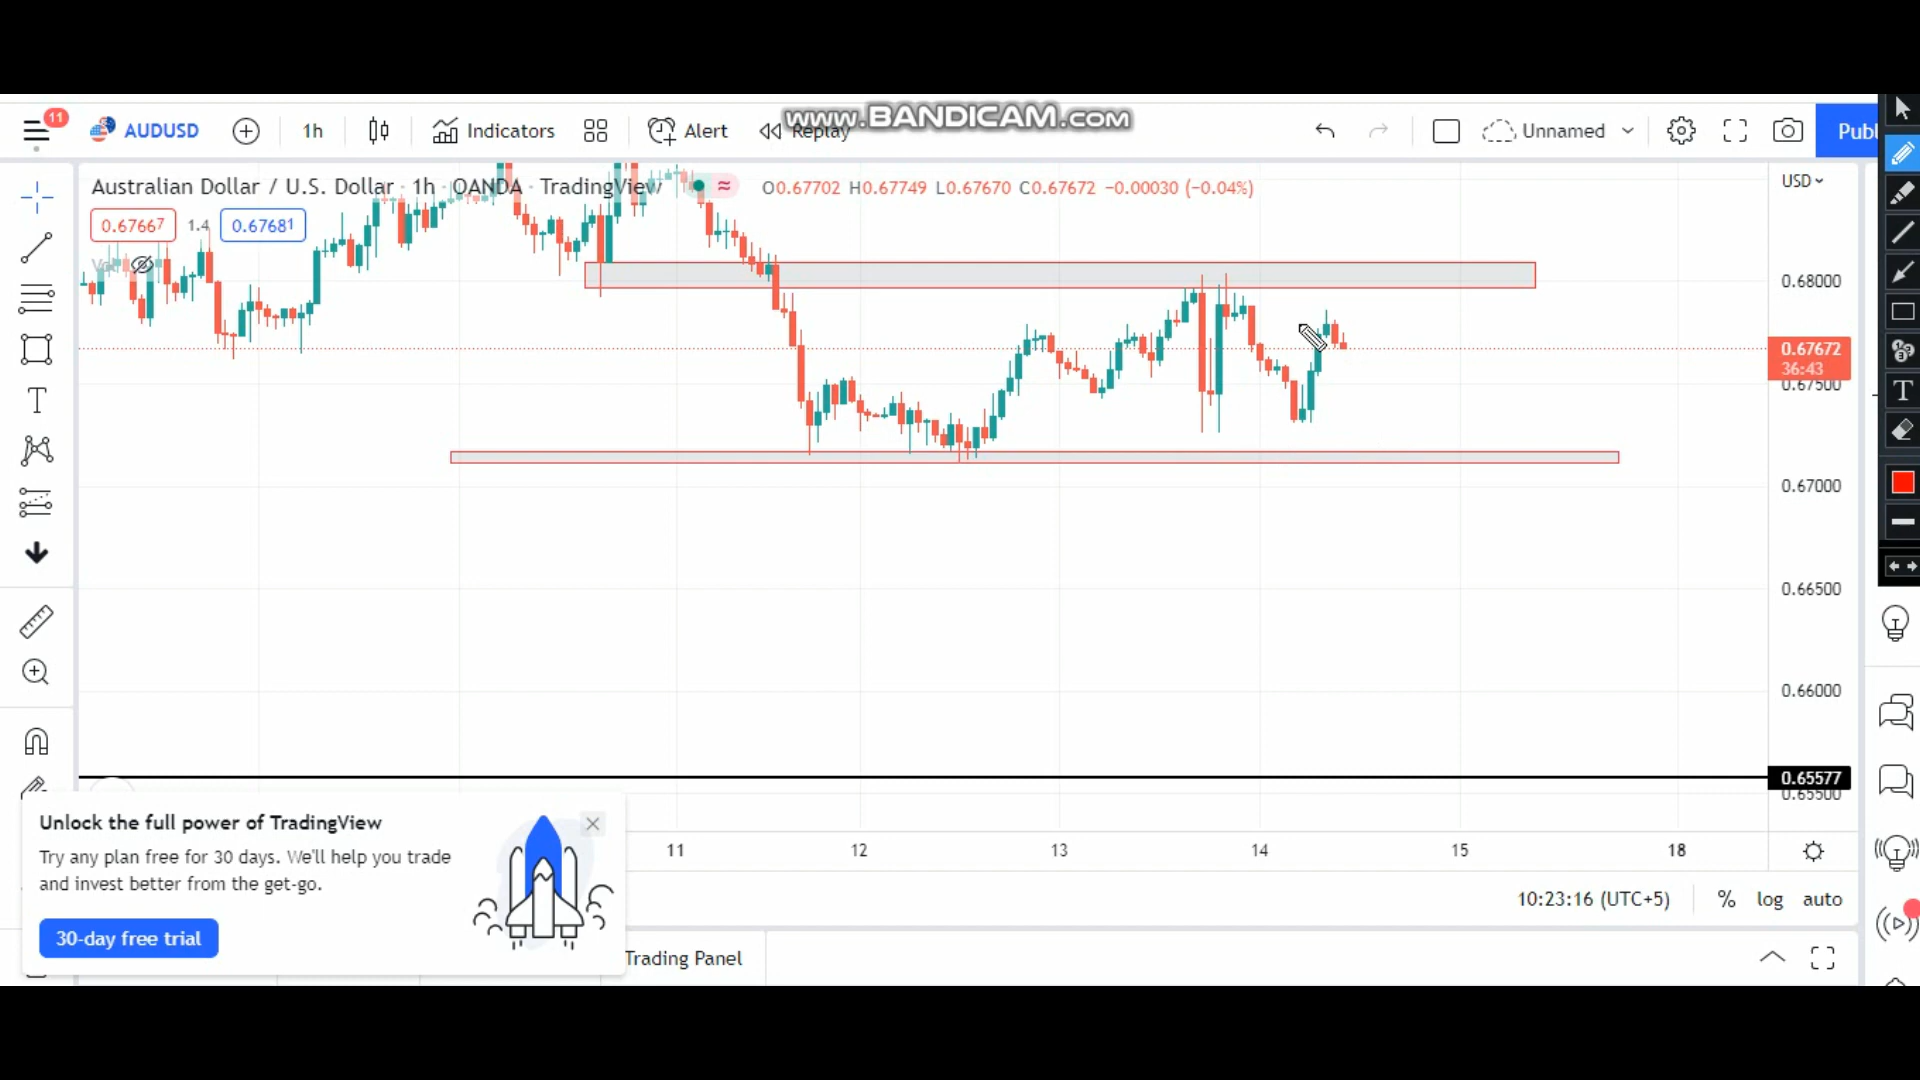 www.BANDICAM.com
11
AUDUSD
1h
Indicators
Alert
Replay
Unnamed
Publ
Australian Dollar / U.S. Dollar · 1h · OANDA · TradingView
O0.67702 H0.67749 L0.67670 C0.67672 −0.00030 (−0.04%)
USD
0.67667
1.4
0.67681
Vol
0.68000
0.67672
36:43
0.67500
0.67000
0.66500
0.66000
0.65577
0.65500
11
12
13
14
15
18
Unlock the full power of TradingView
Try any plan free for 30 days. We'll help you trade
and invest better from the get-go.
30-day free trial
10:23:16 (UTC+5)
%
log
auto
Trading Panel